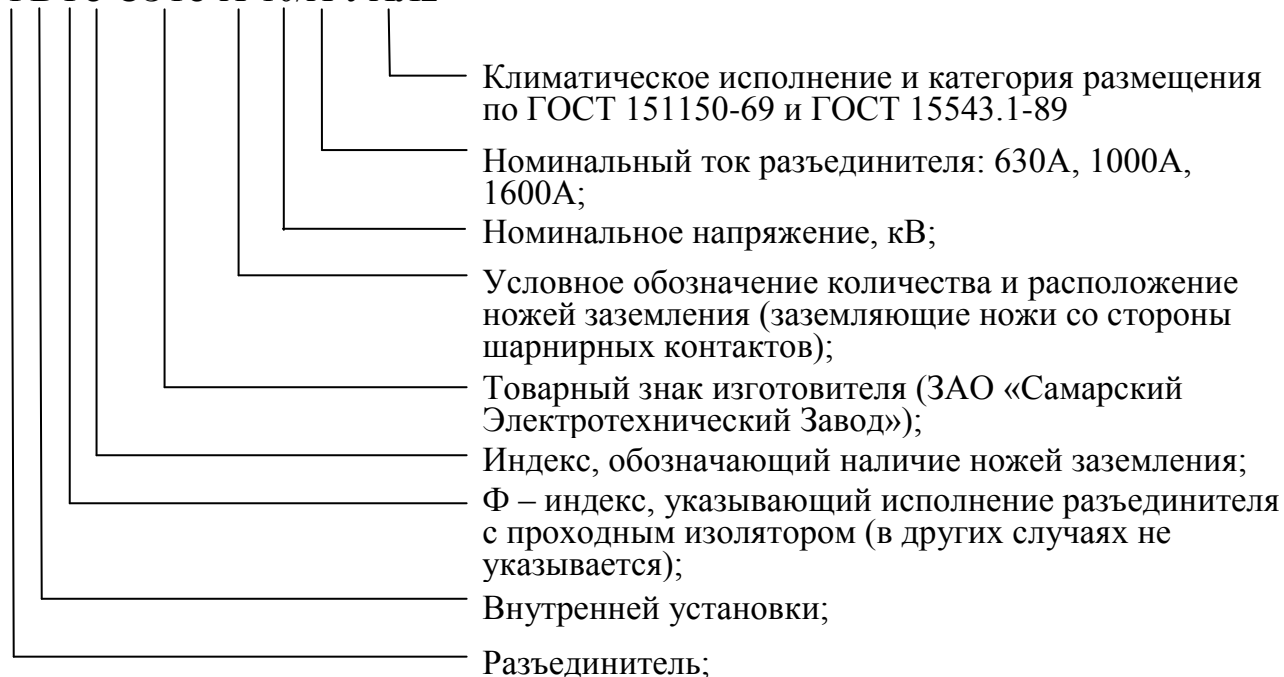 Климатическое исполнение и категория размещения
по ГОСТ 151150-69 и ГОСТ 15543.1-89
Номинальный ток разъединителя: 630А, 1000А,
1600А;
Номинальное напряжение, кВ;
Условное обозначение количества и расположение
ножей заземления (заземляющие ножи со стороны
шарнирных контактов);
Товарный знак изготовителя (ЗАО «Самарский
Электротехнический Завод»);
Индекс, обозначающий наличие ножей заземления;
Ф – индекс, указывающий исполнение разъединителя
с проходным изолятором (в других случаях не
указывается);
Внутренней установки;
Разъединитель;